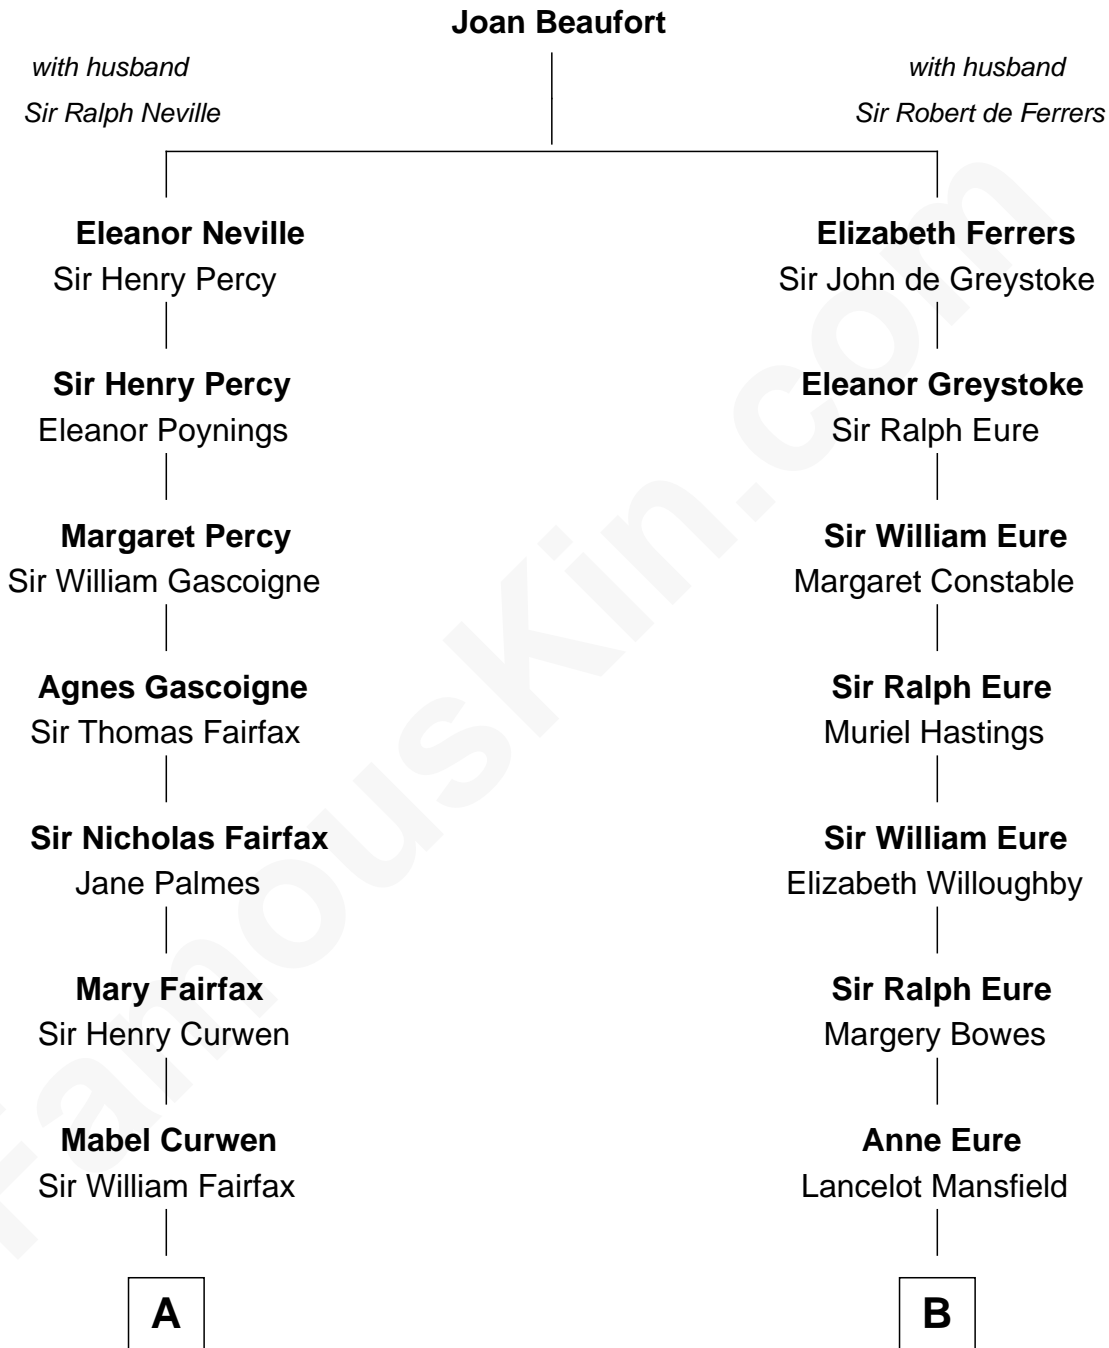 Joan Beaufort
with husband
Sir Ralph Neville
with husband
Sir Robert de Ferrers
Eleanor Neville
Sir Henry Percy
Elizabeth Ferrers
Sir John de Greystoke
Sir Henry Percy
Eleanor Poynings
Eleanor Greystoke
Sir Ralph Eure
Margaret Percy
Sir William Gascoigne
Sir William Eure
Margaret Constable
Agnes Gascoigne
Sir Thomas Fairfax
Sir Ralph Eure
Muriel Hastings
Sir Nicholas Fairfax
Jane Palmes
Sir William Eure
Elizabeth Willoughby
Mary Fairfax
Sir Henry Curwen
Sir Ralph Eure
Margery Bowes
Mabel Curwen
Sir William Fairfax
Anne Eure
Lancelot Mansfield
A
B
FamousKin.com